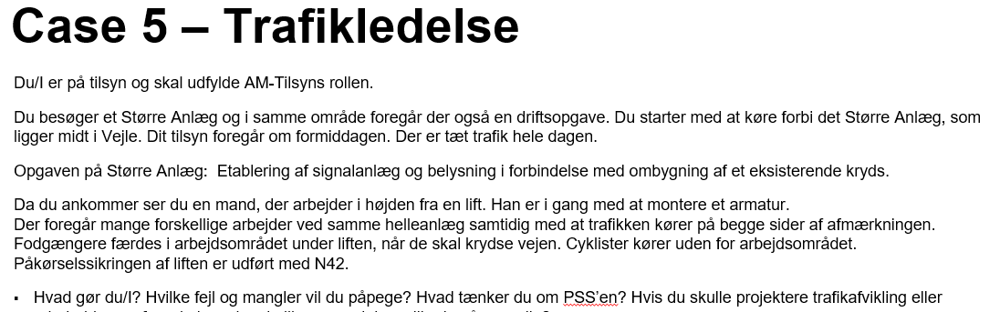 Case 5 – Trafikledelse
Du/I er på tilsyn og skal udfylde AM-Tilsyns rollen.
Du besøger et Større Anlæg og i samme område foregår der også en driftsopgave. Du starter med at køre forbi det Større Anlæg, som
ligger midt i Vejle. Dit tilsyn foregår om formiddagen. Der er tæt trafik hele dagen.
Opgaven på Større Anlæg:  Etablering af signalanlæg og belysning i forbindelse med ombygning af et eksisterende kryds.
Da du ankommer ser du en mand, der arbejder i højden fra en lift. Han er i gang med at montere et armatur.
Der foregår mange forskellige arbejder ved samme helleanlæg samtidig med at trafikken kører på begge sider af afmærkningen.
Fodgængere færdes i arbejdsområdet under liften, når de skal krydse vejen. Cyklister kører uden for arbejdsområdet.
Påkørselssikringen af liften er udført med N42.
▪ Hvad gør du/I? Hvilke fejl og mangler vil du påpege? Hvad tænker du om PSS’en? Hvis du skulle projektere trafikafvikling eller